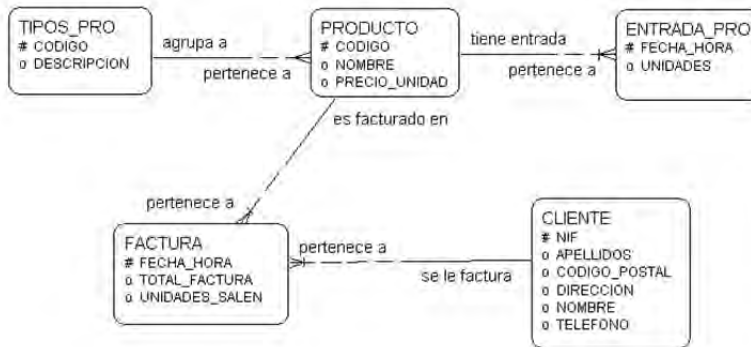 TIPOS_PRO
# CODIGO
o DESCRIPCION
agrupa a
pertenece a
PRODUCTO
# CODIGO
o NOMBRE
o PRECIO_UNIDAD
tiene entrada
pertenece a
ENTRADA_PRO
# FECHA_HORA
o UNIDADES
es facturado en
pertenece a
FACTURA
# FECHA_HORA
o TOTAL_FACTURA
o UNIDADES_SALEN
pertenece a
se le factura
CLIENTE
# NIF
o APELLIDOS
o CODIGO_POSTAL
o DIRECCION
o NOMBRE
o TELEFONO